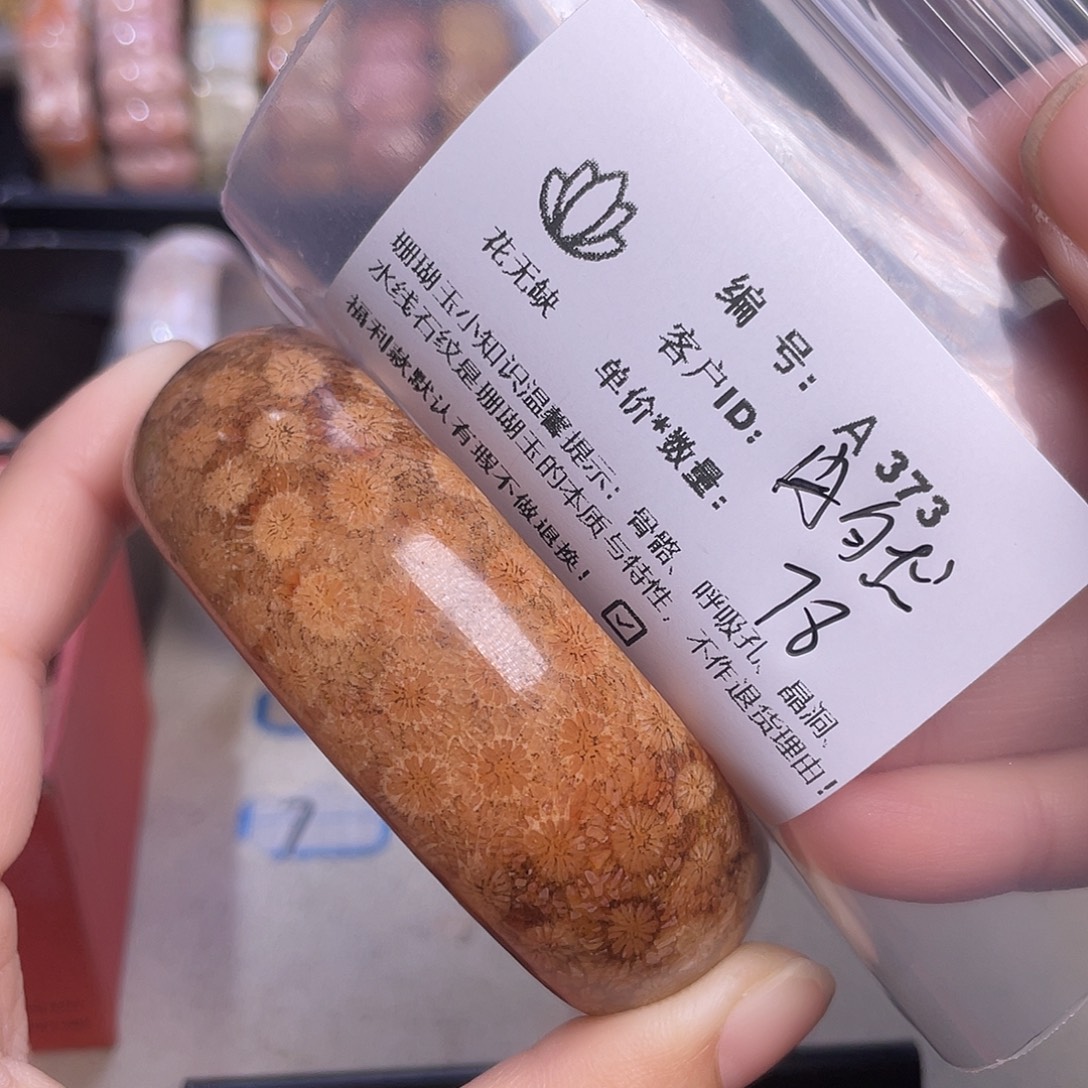 花无缺
编号: A373
客户ID:
单价*数量: 78
珊瑚玉小知识温馨提示: 骨骼、呼吸孔、晶洞、
水线石纹是珊瑚玉的本质与特性, 不作退货理由!
福利款默认有瑕不做退换! ☑
7